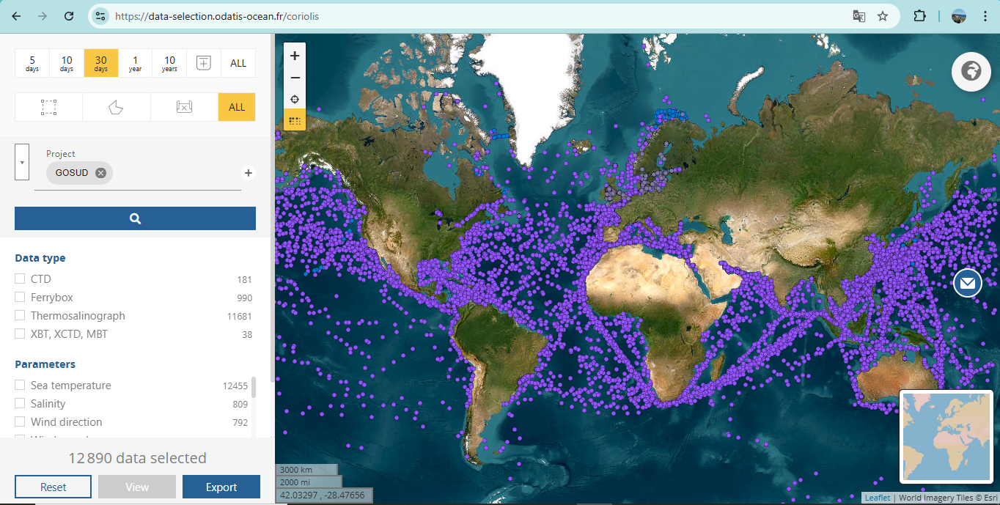 https://data-selection.odatis-ocean.fr/coriolis
5 days
10 days
30 days
1 year
10 years
ALL
ALL
Project
GOSUD
Data type
CTD 181
Ferrybox 990
Thermosalinograph 11681
XBT, XCTD, MBT 38
Parameters
Sea temperature 12455
Salinity 809
Wind direction 792
12 890 data selected
Reset View Export
3000 km
2000 mi
42.03297 , -28.47656
Leaflet | World Imagery Tiles © Esri